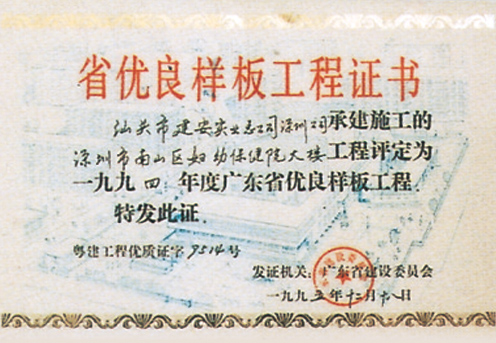 省优良样板工程证书
汕头市建安实业总公司深圳公司承建施工的
深圳市南山区妇幼保健院大楼工程评定为
一九九四年度广东省优良样板工程
特发此证
粤建工程优质证字9514号
发证机关:广东省建设委员会
一九九五年十二月十八日